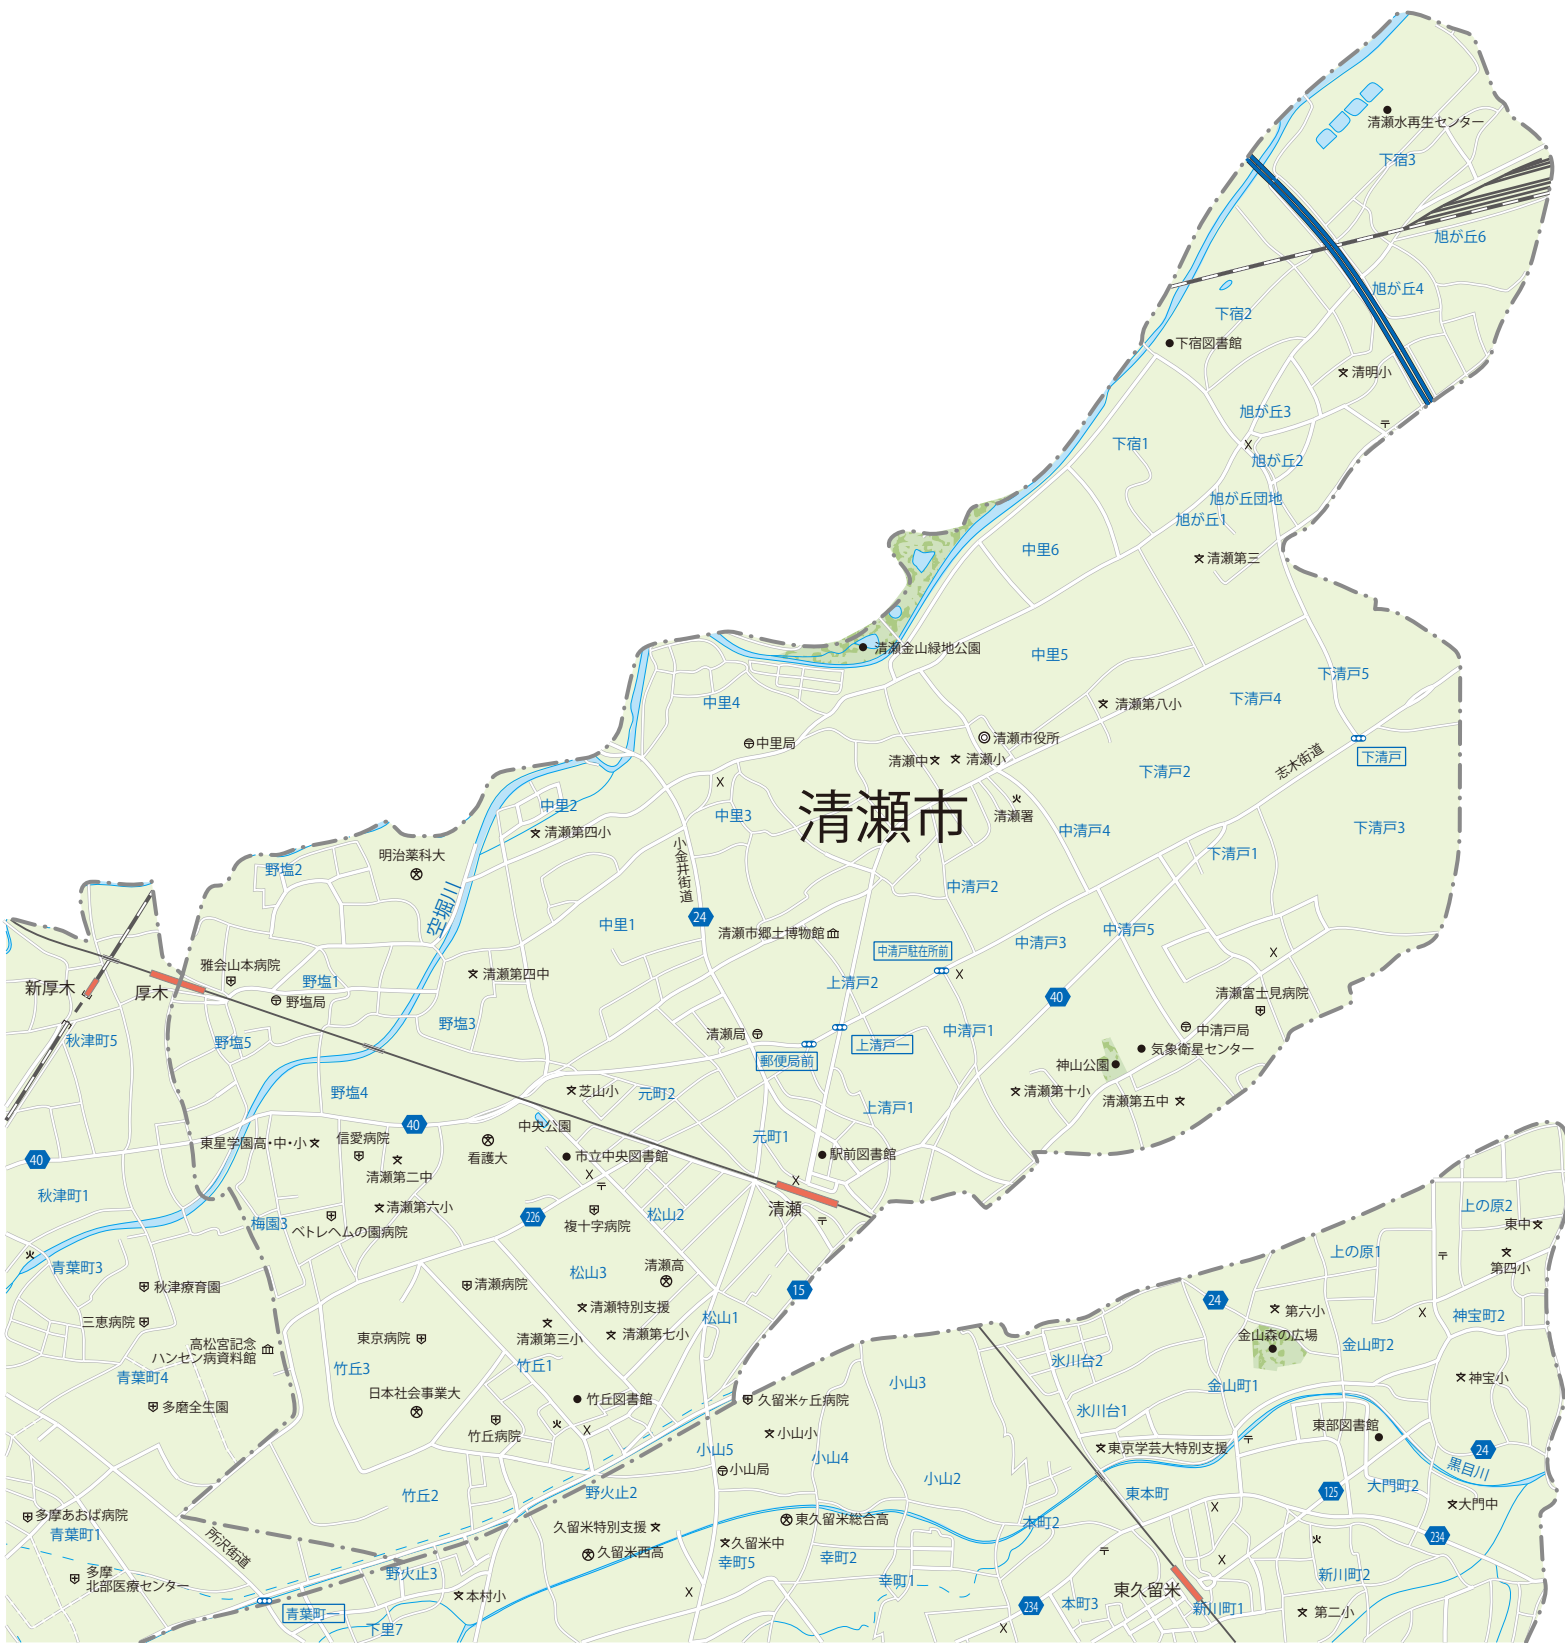 清瀬水再生センター
下宿3
旭が丘6
旭が丘4
下宿2
下宿図書館
清明小
旭が丘3
下宿1
旭が丘2
旭が丘団地
旭が丘1
中里6
清瀬第三
清瀬金山緑地公園
中里5
下清戸5
中里4
清瀬第八小
下清戸4
清瀬市役所
中里局
清瀬中
清瀬小
志木街道
下清戸
下清戸2
中里2
中里3
清瀬市
清瀬署
清瀬第四小
中清戸4
下清戸3
明治薬科大
小金井街道
下清戸1
野塩2
中清戸2
空堀川
24
中里1
清瀬市郷土博物館
中清戸駐在所前
中清戸3
中清戸5
雅会山本病院
清瀬第四中
新厚木
厚木
野塩1
野塩局
上清戸2
40
清瀬富士見病院
野塩3
清瀬局
中清戸1
中清戸局
秋津町5
野塩5
上清戸一
郵便局前
気象衛星センター
神山公園
野塩4
芝山小
元町2
清瀬第十小
清瀬第五中
上清戸1
40
中央公園
元町1
東星学園高・中・小
信愛病院
看護大
市立中央図書館
駅前図書館
40
清瀬第二中
秋津町1
清瀬第六小
清瀬
梅園3
ベトレヘムの園病院
226
複十字病院
松山2
上の原2
東中
上の原1
第四小
青葉町3
秋津療育園
清瀬病院
松山3
清瀬高
15
24
清瀬特別支援
第六小
三恵病院
松山1
神宝町2
高松宮記念
ハンセン病資料館
東京病院
清瀬第三小
清瀬第七小
金山森の広場
金山町2
青葉町4
竹丘3
竹丘1
氷川台2
小山3
金山町1
神宝小
多磨全生園
日本社会事業大
竹丘図書館
久留米ヶ丘病院
氷川台1
東部図書館
竹丘病院
小山小
小山5
小山4
東京学芸大特別支援
24
小山局
小山2
黒目川
竹丘2
野火止2
東本町
125
大門町2
大門中
多摩あおば病院
青葉町1
所沢街道
久留米特別支援
東久留米総合高
本町2
234
久留米西高
久留米中
幸町5
幸町2
幸町1
多摩
北部医療センター
野火止3
新川町2
本村小
東久留米
青葉町一
234
本町3
新川町1
第二小
下里7